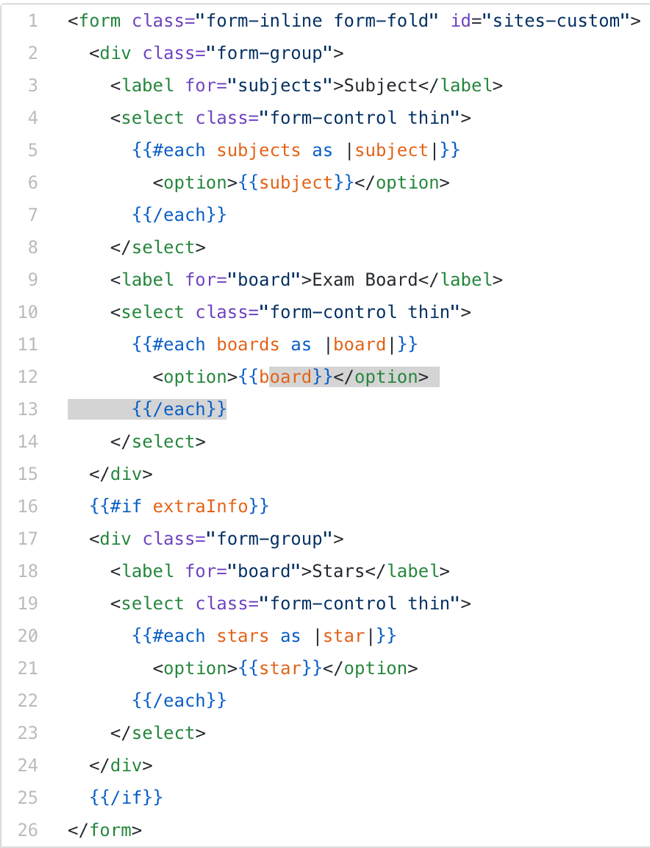 1 <form class="form-inline form-fold" id="sites-custom">
2 <div class="form-group">
3 <label for="subjects">Subject</label>
4 <select class="form-control thin">
5 {{#each subjects as |subject|}}
6 <option>{{subject}}</option>
7 {{/each}}
8 </select>
9 <label for="board">Exam Board</label>
10 <select class="form-control thin">
11 {{#each boards as |board|}}
12 <option>{{board}}</option>
13 {{/each}}
14 </select>
15 </div>
16 {{#if extraInfo}}
17 <div class="form-group">
18 <label for="board">Stars</label>
19 <select class="form-control thin">
20 {{#each stars as |star|}}
21 <option>{{star}}</option>
22 {{/each}}
23 </select>
24 </div>
25 {{/if}}
26 </form>